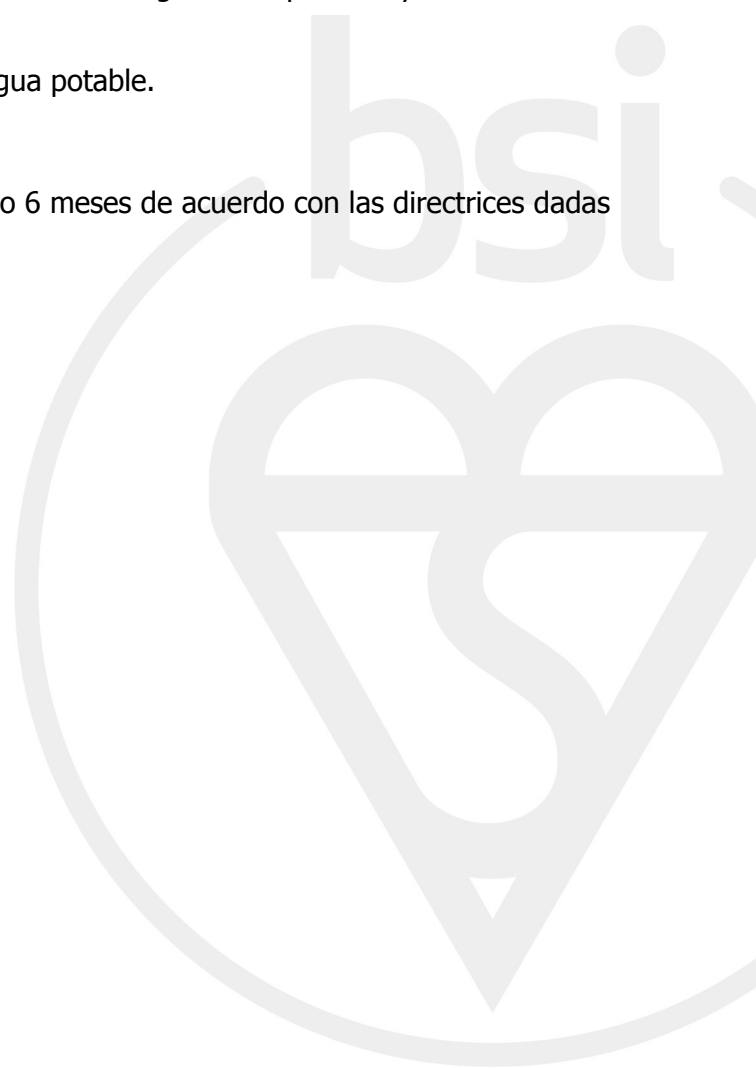 bsi
gua potable.
o 6 meses de acuerdo con las directrices dadas